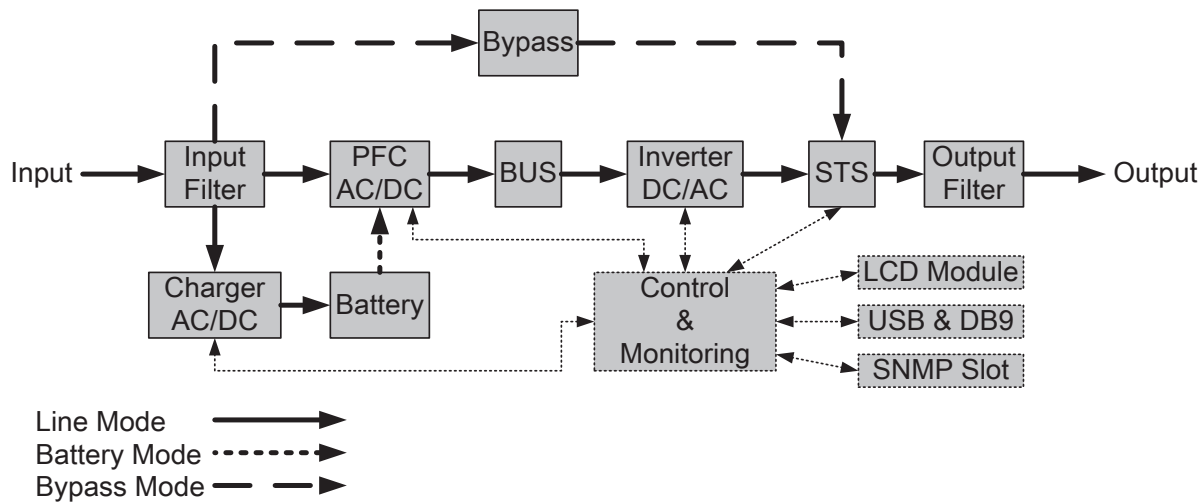 Bypass
Input
Input
Filter
PFC
AC/DC
BUS
Inverter
DC/AC
STS
Output
Filter
Output
Charger
AC/DC
Battery
Control
&
Monitoring
LCD Module
USB & DB9
SNMP Slot
Line Mode
Battery Mode
Bypass Mode